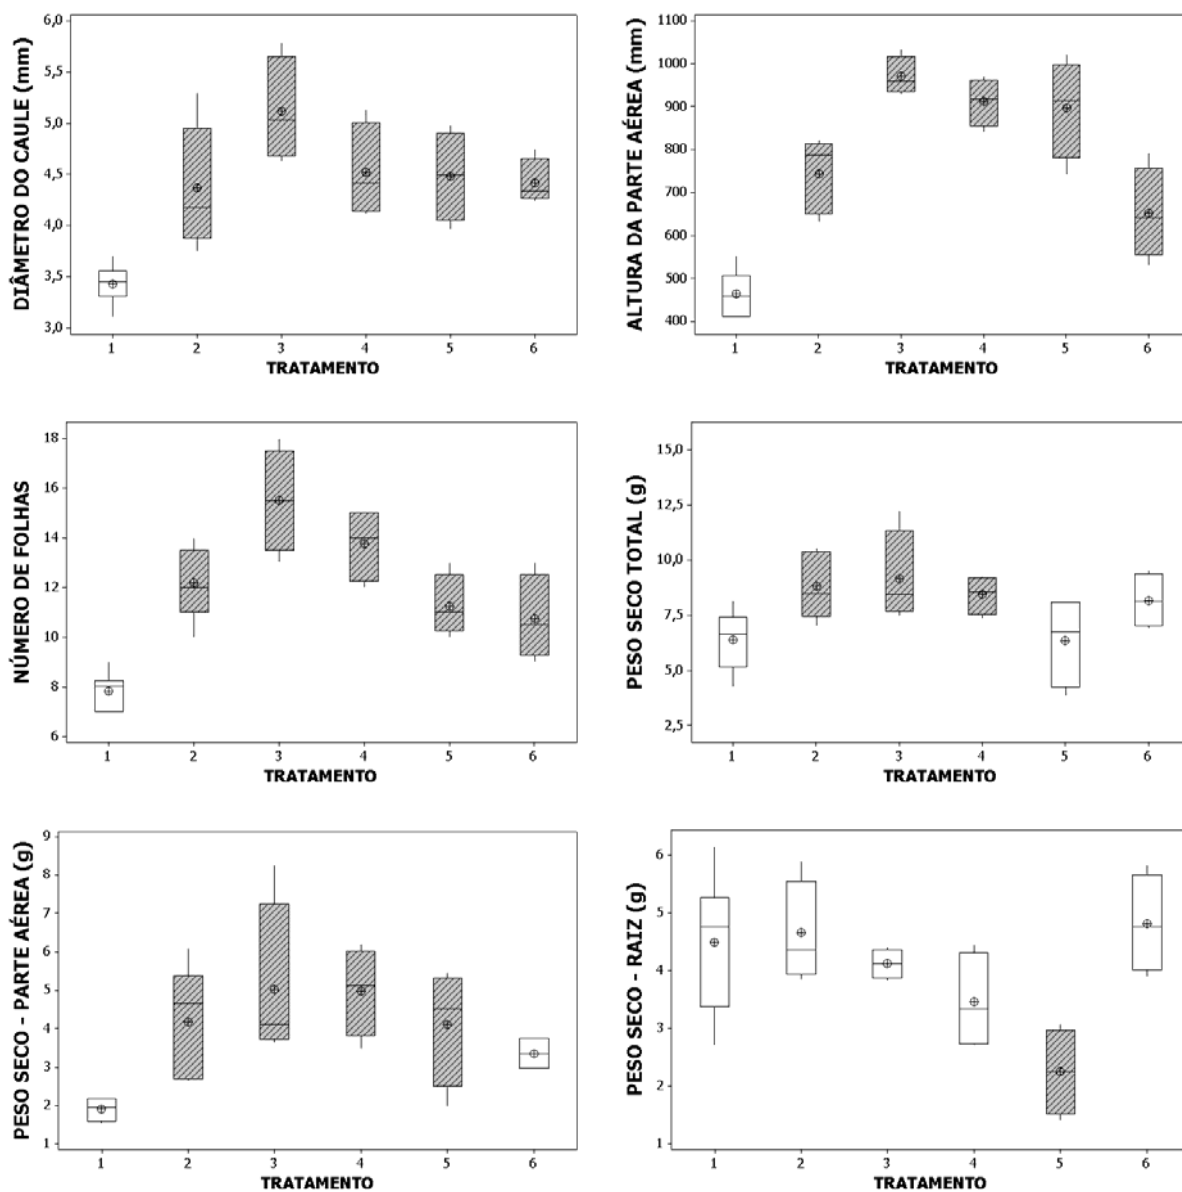 DIÂMETRO DO CAULE (mm)
6,0
5,5
5,0
4,5
4,0
3,5
3,0
1 2 3 4 5 6
TRATAMENTO
ALTURA DA PARTE AÉREA (mm)
1100
1000
900
800
700
600
500
400
1 2 3 4 5 6
TRATAMENTO
NÚMERO DE FOLHAS
18
16
14
12
10
8
6
1 2 3 4 5 6
TRATAMENTO
PESO SECO TOTAL (g)
15,0
12,5
10,0
7,5
5,0
2,5
1 2 3 4 5 6
TRATAMENTO
PESO SECO - PARTE AÉREA (g)
9
8
7
6
5
4
3
2
1
1 2 3 4 5 6
TRATAMENTO
PESO SECO - RAIZ (g)
6
5
4
3
2
1
1 2 3 4 5 6
TRATAMENTO